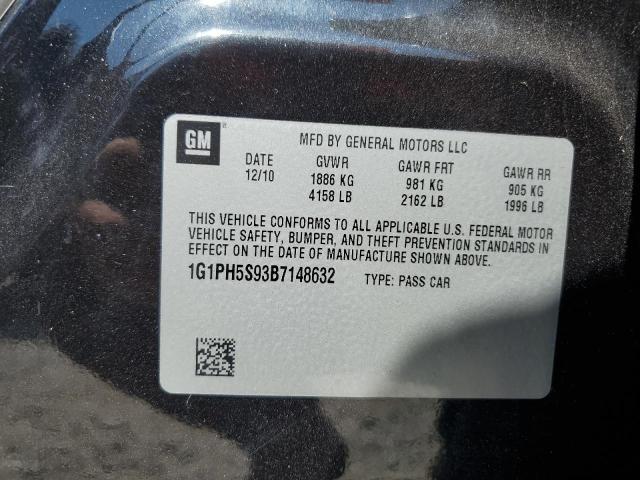 GM ®
MFD BY GENERAL MOTORS LLC
DATE GVWR GAWR FRT GAWR RR
12/10 1886 KG 981 KG 905 KG
4158 LB 2162 LB 1996 LB
THIS VEHICLE CONFORMS TO ALL APPLICABLE U.S. FEDERAL MOTOR
VEHICLE SAFETY, BUMPER, AND THEFT PREVENTION STANDARDS IN
EFFECT ON THE DATE OF MANUFACTURE SHOWN ABOVE.
1G1PH5S93B7148632 TYPE: PASS CAR